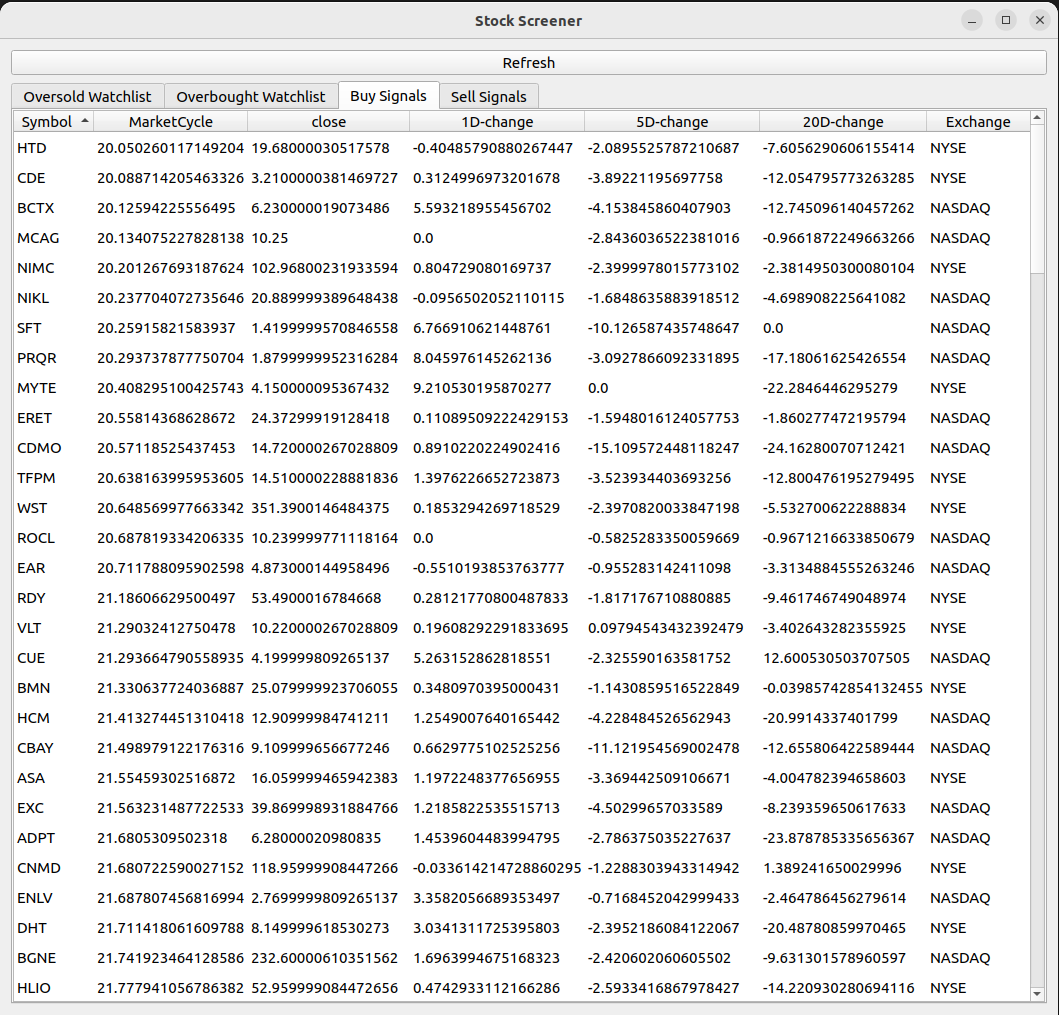 Stock Screener
Refresh
Oversold Watchlist Overbought Watchlist Buy Signals Sell Signals
Symbol MarketCycle close 1D-change 5D-change 20D-change Exchange
HTD 20.050260117149204 19.68000030517578 -0.40485790880267447 -2.0895525787210687 -7.6056290606155414 NYSE
CDE 20.088714205463326 3.2100000381469727 0.3124996973201678 -3.89221195697758 -12.054795773263285 NYSE
BCTX 20.12594225556495 6.230000019073486 5.593218955456702 -4.153845860407903 -12.745096140457262 NASDAQ
MCAG 20.134075227828138 10.25 0.0 -2.8436036522381016 -0.9661872249663266 NASDAQ
NIMC 20.201267693187624 102.96800231933594 0.804729080169737 -2.3999978015773102 -2.3814950300080104 NYSE
NIKL 20.237704072735646 20.889999389648438 -0.0956502052110115 -1.6848635883918512 -4.698908225641082 NASDAQ
SFT 20.25915821583937 1.4199999570846558 6.766910621448761 -10.126587435748647 0.0 NASDAQ
PRQR 20.293737877750704 1.8799999952316284 8.045976145262136 -3.0927866092331895 -17.18061625426554 NASDAQ
MYTE 20.408295100425743 4.150000095367432 9.210530195870277 0.0 -22.2846446295279 NYSE
ERET 20.55814368628672 24.37299919128418 0.11089509222429153 -1.5948016124057753 -1.860277472195794 NASDAQ
CDMO 20.57118525437453 14.720000267028809 0.8910220224902416 -15.109572448118247 -24.16280070712421 NASDAQ
TFPM 20.638163995953605 14.510000228881836 1.3976226652723873 -3.523934403693256 -12.800476195279495 NYSE
WST 20.648569977663342 351.3900146484375 0.1853294269718529 -2.3970820033847198 -5.532700622288834 NYSE
ROCL 20.687819334206335 10.239999771118164 0.0 -0.5825283350059669 -0.9671216633850679 NASDAQ
EAR 20.711788095902598 4.873000144958496 -0.5510193853763777 -0.955283142411098 -3.3134884555263246 NASDAQ
RDY 21.18606629500497 53.4900016784668 0.28121770800487833 -1.817176710880885 -9.461746749048974 NYSE
VLT 21.29032412750478 10.220000267028809 0.19608292291833695 0.09794543432392479 -3.402643282355925 NYSE
CUE 21.293664790558935 4.199999809265137 5.263152862818551 -2.325590163581752 12.600530503707505 NASDAQ
BMN 21.330637724036887 25.079999923706055 0.3480970395000431 -1.1430859516522849 -0.03985742854132455 NYSE
HCM 21.413274451310418 12.90999984741211 1.2549007640165442 -4.228484526562943 -20.9914337401799 NASDAQ
CBAY 21.498979122176316 9.109999656677246 0.6629775102525256 -11.121954569002478 -12.655806422589444 NASDAQ
ASA 21.55459302516872 16.059999465942383 1.1972248377656955 -3.369442509106671 -4.004782394658603 NYSE
EXC 21.563231487722533 39.869998931884766 1.2185822535515713 -4.50299657033589 -8.239359650617633 NASDAQ
ADPT 21.6805309502318 6.28000020980835 1.4539604483994795 -2.786375035227637 -23.878785335656367 NASDAQ
CNMD 21.680722590027152 118.95999908447266 -0.033614214728860295 -1.2288303943314942 1.389241650029996 NYSE
ENLV 21.687807456816994 2.7699999809265137 3.3582056689353497 -0.7168452042999433 -2.464786456279614 NASDAQ
DHT 21.711418061609788 8.149999618530273 3.0341311725395803 -2.3952186084122067 -20.48780859970465 NYSE
BGNE 21.741923464128586 232.60000610351562 1.6963994675168323 -2.420602060605502 -9.631301578960597 NASDAQ
HLIO 21.777941056786382 52.959999084472656 0.4742933112166286 -2.5933416867978427 -14.220930280694116 NYSE